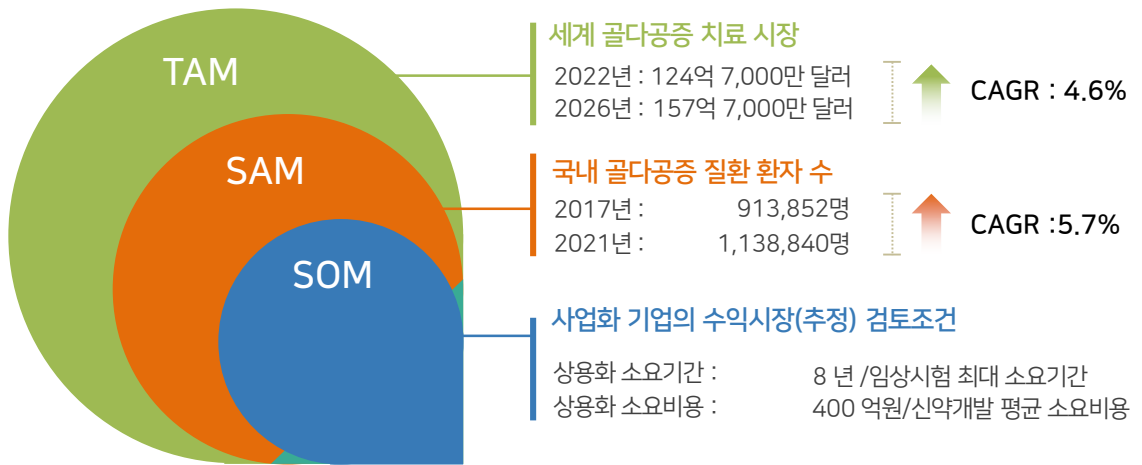 TAM
세계 골다공증 치료 시장
2022년 : 124억 7,000만 달러
2026년 : 157억 7,000만 달러
CAGR : 4.6%
SAM
국내 골다공증 질환 환자 수
2017년 : 913,852명
2021년 : 1,138,840명
CAGR :5.7%
SOM
사업화 기업의 수익시장(추정) 검토조건
상용화 소요기간 : 8 년 /임상시험 최대 소요기간
상용화 소요비용 : 400 억원/신약개발 평균 소요비용